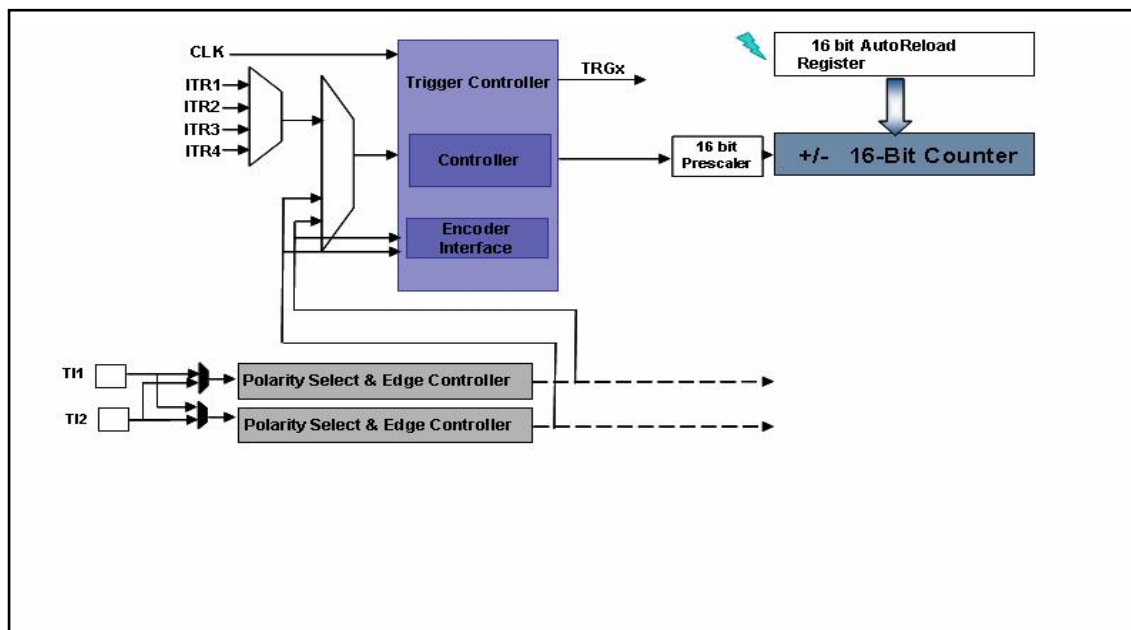 CLK
ITR1
ITR2
ITR3
ITR4
Trigger Controller
TRGx
Controller
Encoder
Interface
16 bit
Prescaler
16 bit AutoReload
Register
+/- 16-Bit Counter
TI1
Polarity Select & Edge Controller
TI2
Polarity Select & Edge Controller